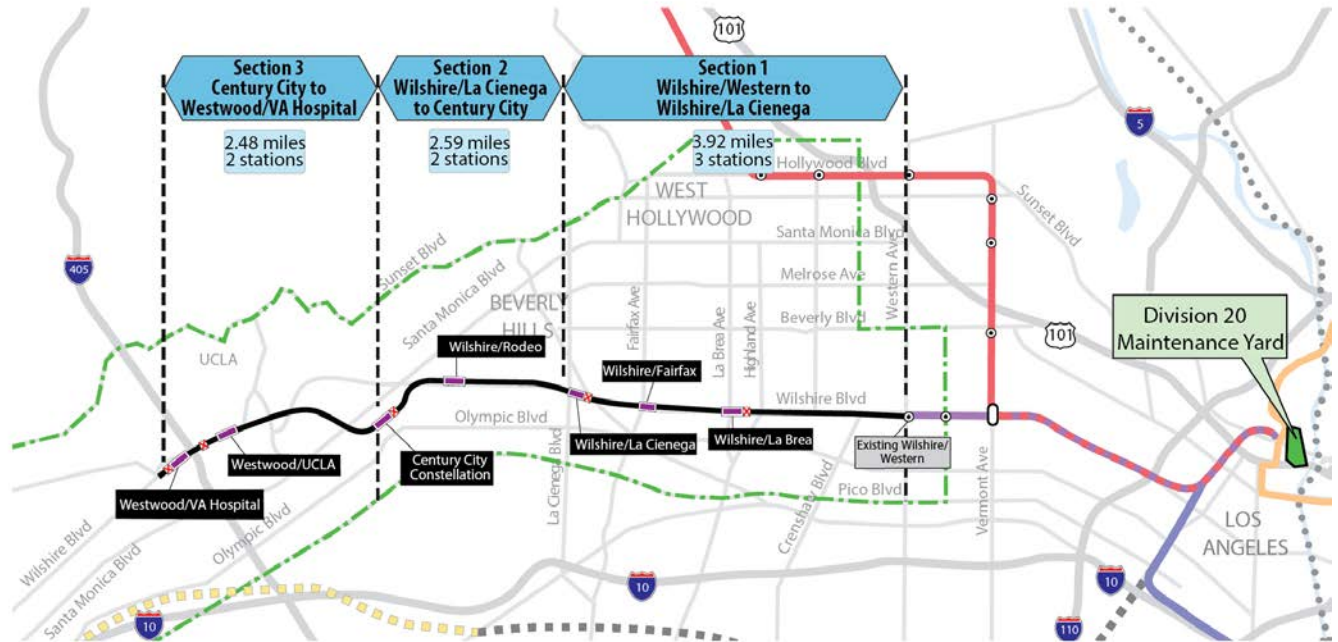 101
Section 3
Century City to
Westwood/VA Hospital
Section 2
Wilshire/La Cienega
to Century City
Section 1
Wilshire/Western to
Wilshire/La Cienega
2.48 miles
2 stations
2.59 miles
2 stations
3.92 miles
3 stations
5
Hollywood Blvd
WEST
HOLLYWOOD
Sunset Blvd
Santa Monica Blvd
405
Sunset Blvd
Santa Monica Blvd
Melrose Ave
Western Ave
BEVERLY
HILLS
Fairfax Ave
La Brea Ave
Highland Ave
Beverly Blvd
101
Division 20
Maintenance Yard
UCLA
Wilshire/Rodeo
Wilshire/Fairfax
Wilshire Blvd
Olympic Blvd
Wilshire/La Cienega
Wilshire/La Brea
Existing Wilshire/
Western
Westwood/UCLA
Century City
Constellation
La Cienega Blvd
Westwood/VA Hospital
Crenshaw Blvd
Pico Blvd
Vermont Ave
LOS
ANGELES
Wilshire Blvd
Santa Monica Blvd
Olympic Blvd
10
10
10
110